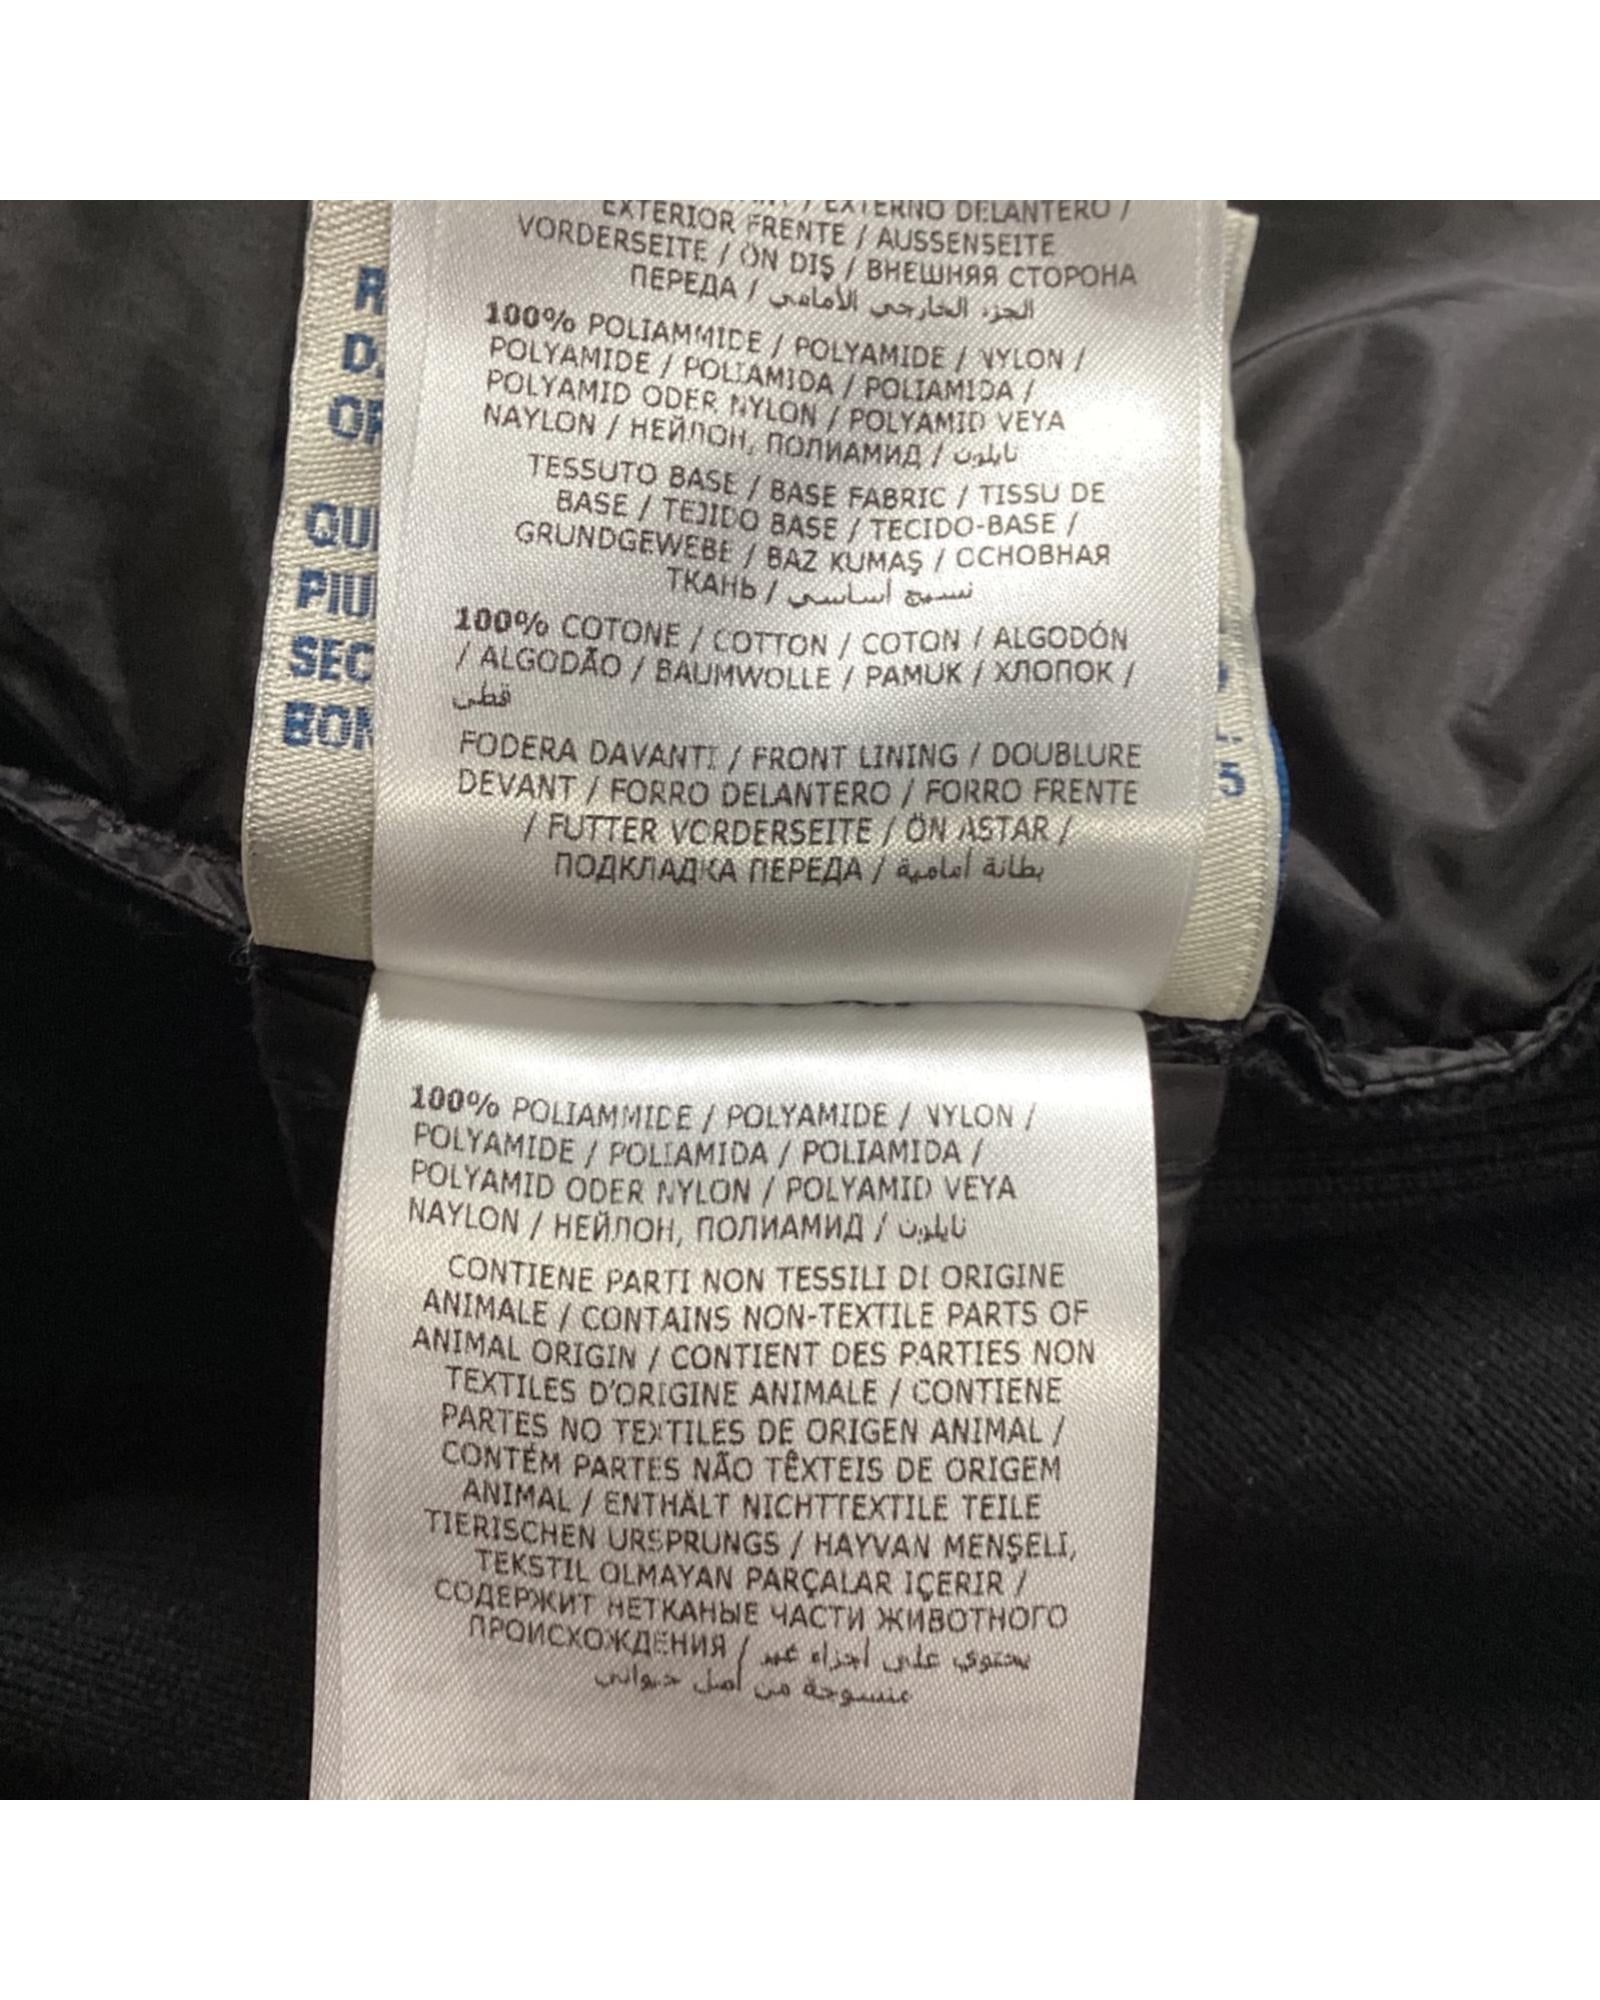 / EXTERNO DELANTERO /
EXTERIOR FRENTE / AUSSENSEITE
VORDERSEITE / ÖN DIŞ / ВНЕШНЯЯ СТОРОНА
ПЕРЕДА / الجزء الخارجي الأمامي
100% POLIAMMIDE / POLYAMIDE / NYLON /
POLYAMIDE / POLIAMIDA / POLIAMIDA /
POLYAMID ODER NYLON / POLYAMID VEYA
NAYLON / НЕЙЛОН, ПОЛИАМИД / نايلون
TESSUTO BASE / BASE FABRIC / TISSU DE
BASE / TEJIDO BASE / TECIDO-BASE /
GRUNDGEWEBE / BAZ KUMAŞ / ОСНОВНАЯ
ТКАНЬ / نسيج أساسي
100% COTONE / COTTON / COTON / ALGODÓN
/ ALGODÃO / BAUMWOLLE / PAMUK / ХЛОПОК /
قطن
FODERA DAVANTI / FRONT LINING / DOUBLURE
DEVANT / FORRO DELANTERO / FORRO FRENTE
/ FUTTER VORDERSEITE / ÖN ASTAR /
ПОДКЛАДКА ПЕРЕДА / بطانة أمامية
100% POLIAMMIDE / POLYAMIDE / NYLON /
POLYAMIDE / POLIAMIDA / POLIAMIDA /
POLYAMID ODER NYLON / POLYAMID VEYA
NAYLON / НЕЙЛОН, ПОЛИАМИД / نايلون
CONTIENE PARTI NON TESSILI DI ORIGINE
ANIMALE / CONTAINS NON-TEXTILE PARTS OF
ANIMAL ORIGIN / CONTIENT DES PARTIES NON
TEXTILES D'ORIGINE ANIMALE / CONTIENE
PARTES NO TEXTILES DE ORIGEN ANIMAL /
CONTÉM PARTES NÃO TÊXTEIS DE ORIGEM
ANIMAL / ENTHÄLT NICHTTEXTILE TEILE
TIERISCHEN URSPRUNGS / HAYVAN MENŞELI,
TEKSTIL OLMAYAN PARÇALAR IÇERIR /
СОДЕРЖИТ НЕТКАНЫЕ ЧАСТИ ЖИВОТНОГО
ПРОИСХОЖДЕНИЯ / يحتوي على أجزاء غير
منسوجة من أصل حيواني
QUI
PIU
SEC
BON
5